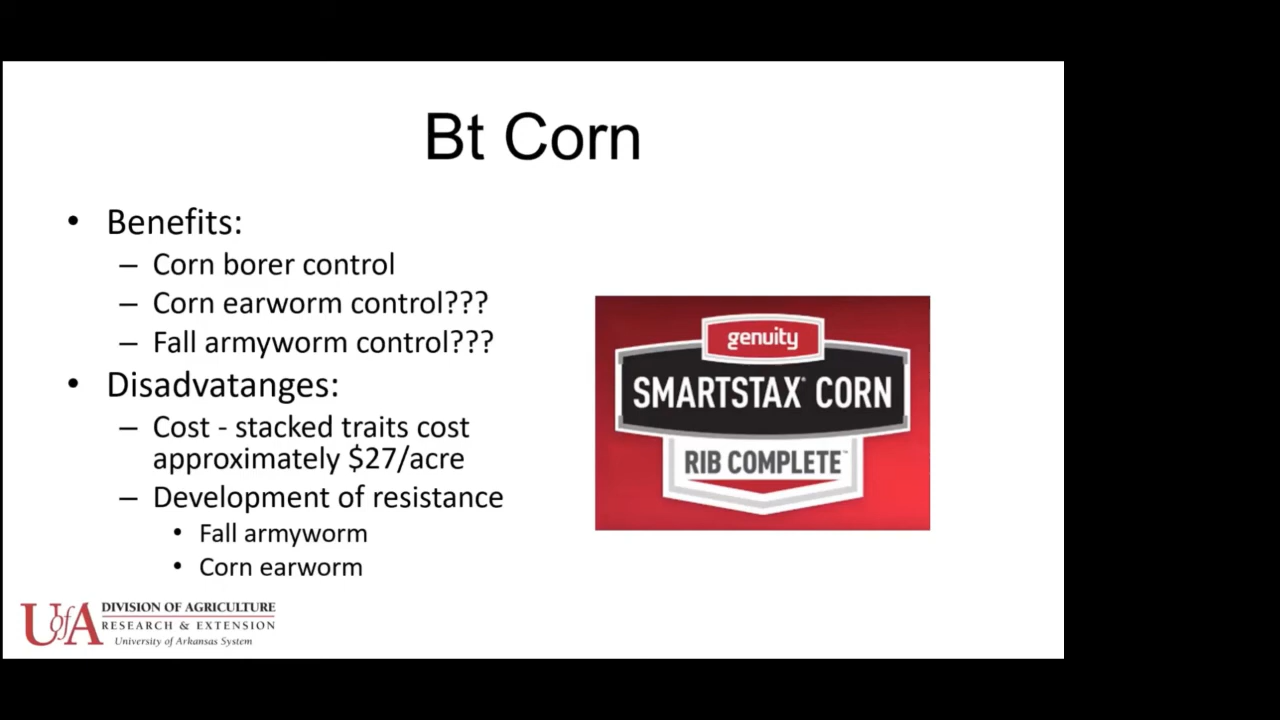 Bt Corn
• Benefits:
– Corn borer control
– Corn earworm control???
– Fall armyworm control???
• Disadvatanges:
– Cost - stacked traits cost
approximately $27/acre
– Development of resistance
• Fall armyworm
• Corn earworm
genuity
SMARTSTAX® CORN
RIB COMPLETE™
UofA
DIVISION OF AGRICULTURE
RESEARCH & EXTENSION
University of Arkansas System